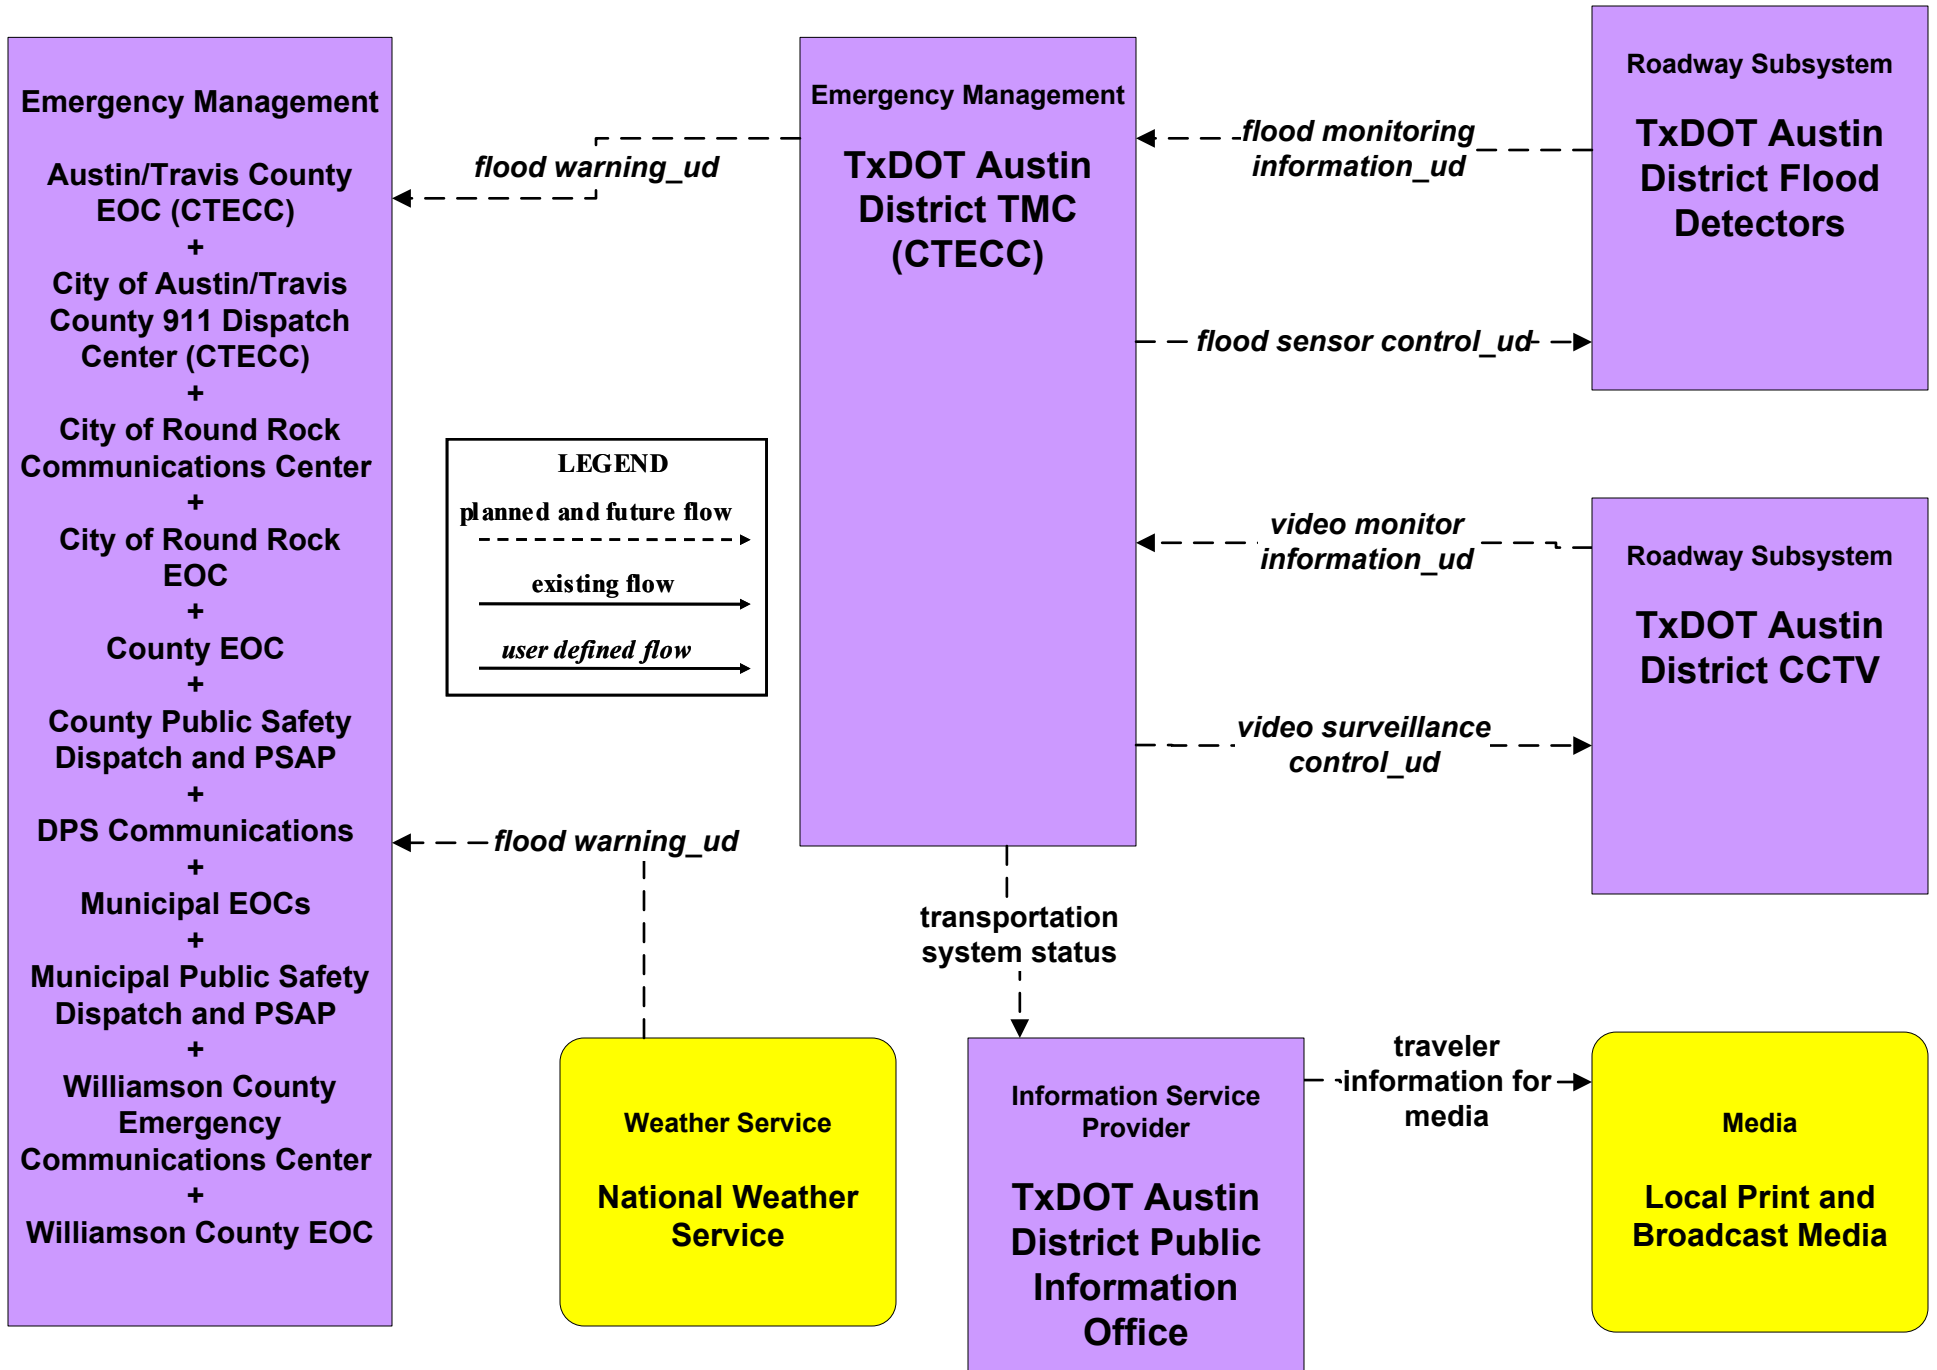 Emergency Management
Austin/Travis County
EOC (CTECC)
+
City of Austin/Travis
County 911 Dispatch
Center (CTECC)
+
City of Round Rock
Communications Center
+
City of Round Rock
EOC
+
County EOC
+
County Public Safety
Dispatch and PSAP
+
DPS Communications
+
Municipal EOCs
+
Municipal Public Safety
Dispatch and PSAP
+
Williamson County
Emergency
Communications Center
+
Williamson County EOC
flood warning_ud
LEGEND
planned and future flow
existing flow
user defined flow
flood warning_ud
Weather Service
National Weather
Service
Emergency Management
TxDOT Austin
District TMC
(CTECC)
transportation
system status
Information Service
Provider
TxDOT Austin
District Public
Information
Office
flood monitoring
information_ud
flood sensor control_ud
video monitor
information_ud
video surveillance
control_ud
traveler
information for
media
Roadway Subsystem
TxDOT Austin
District Flood
Detectors
Roadway Subsystem
TxDOT Austin
District CCTV
Media
Local Print and
Broadcast Media